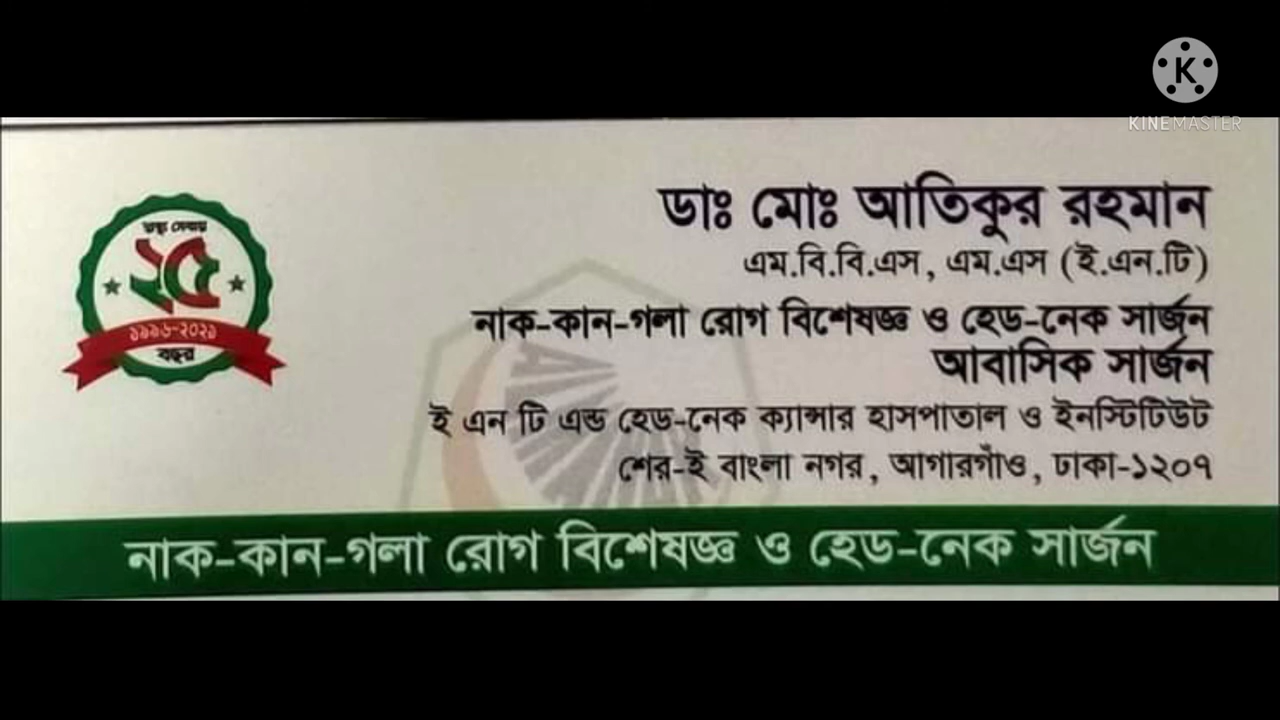 KINEMASTER
ডাঃ মোঃ আতিকুর রহমান
এম.বি.বি.এস, এম.এস (ই.এন.টি)
নাক-কান-গলা রোগ বিশেষজ্ঞ ও হেড-নেক সার্জন
আবাসিক সার্জন
ই এন টি এন্ড হেড-নেক ক্যান্সার হাসপাতাল ও ইনস্টিটিউট
শের-ই বাংলা নগর, আগারগাঁও, ঢাকা-১২০৭
সেবায়
২৫
১৯৯৬-২০২১
বছর
নাক-কান-গলা রোগ বিশেষজ্ঞ ও হেড-নেক সার্জন